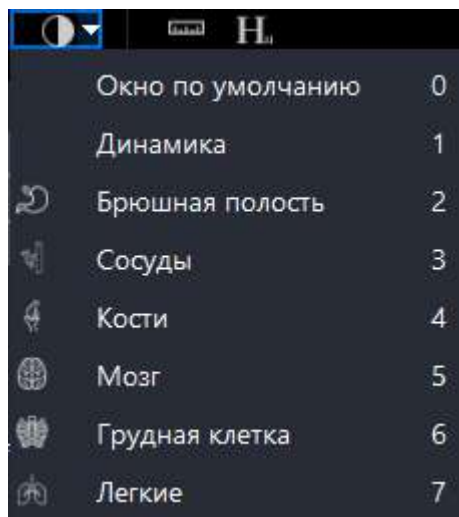 Hu
Окно по умолчанию 0
Динамика 1
Брюшная полость 2
Сосуды 3
Кости 4
Мозг 5
Грудная клетка 6
Легкие 7